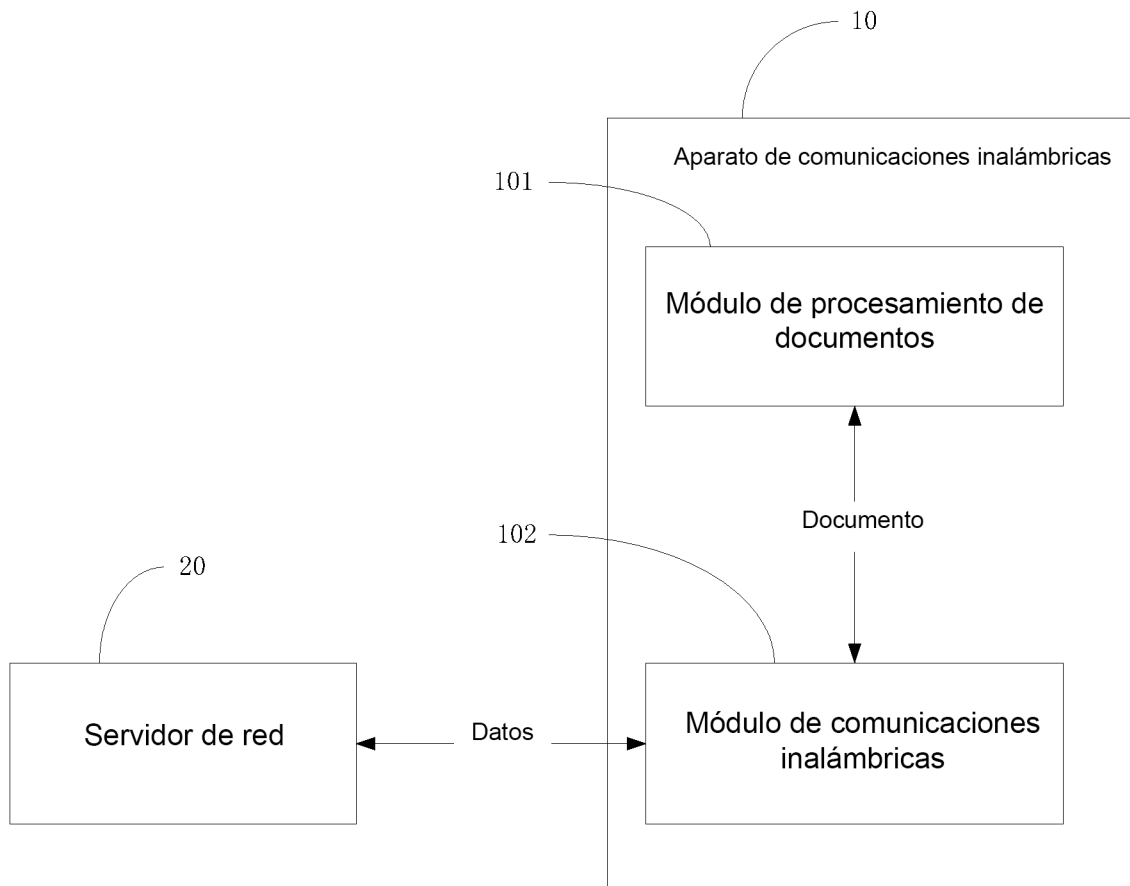 10
Aparato de comunicaciones inalámbricas
101
Módulo de procesamiento de
documentos
Documento
102
20
Servidor de red
Datos
Módulo de comunicaciones
inalámbricas